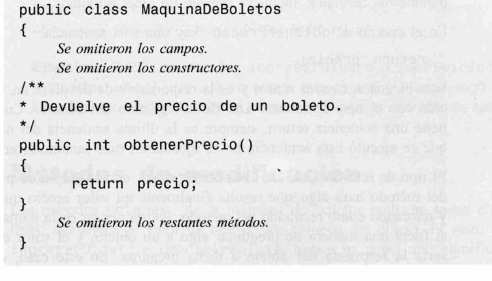 public class MaquinaDeBoletos
{
Se omitieron los campos.
Se omitieron los constructores.
/**
* Devuelve el precio de un boleto.
*/
public int obtenerPrecio()
{
return precio;
}
Se omitieron los restantes métodos.
}